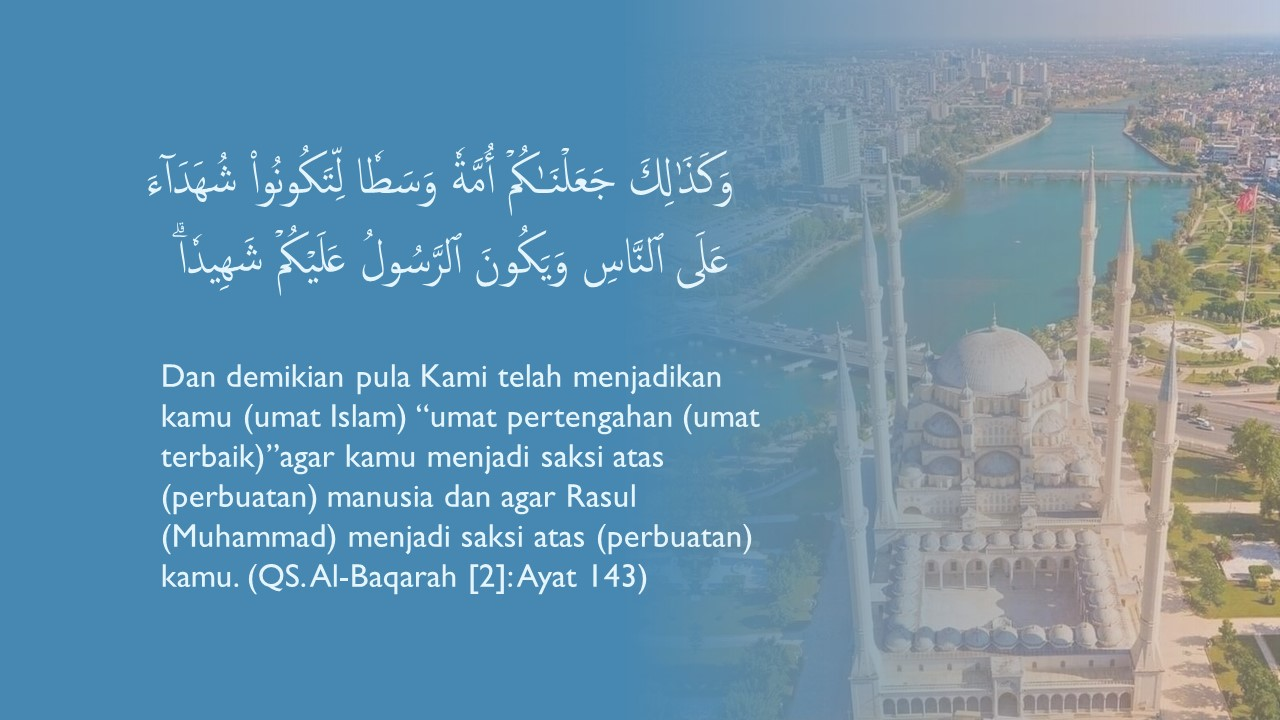 وَكَذَٰلِكَ جَعَلْنَـٰكُمْ أُمَّةً وَسَطًا لِّتَكُونُوا۟ شُهَدَآءَ
عَلَى ٱلنَّاسِ وَيَكُونَ ٱلرَّسُولُ عَلَيْكُمْ شَهِيدًا ۗ
Dan demikian pula Kami telah menjadikan
kamu (umat Islam) “umat pertengahan (umat
terbaik)”agar kamu menjadi saksi atas
(perbuatan) manusia dan agar Rasul
(Muhammad) menjadi saksi atas (perbuatan)
kamu. (QS. Al-Baqarah [2]: Ayat 143)